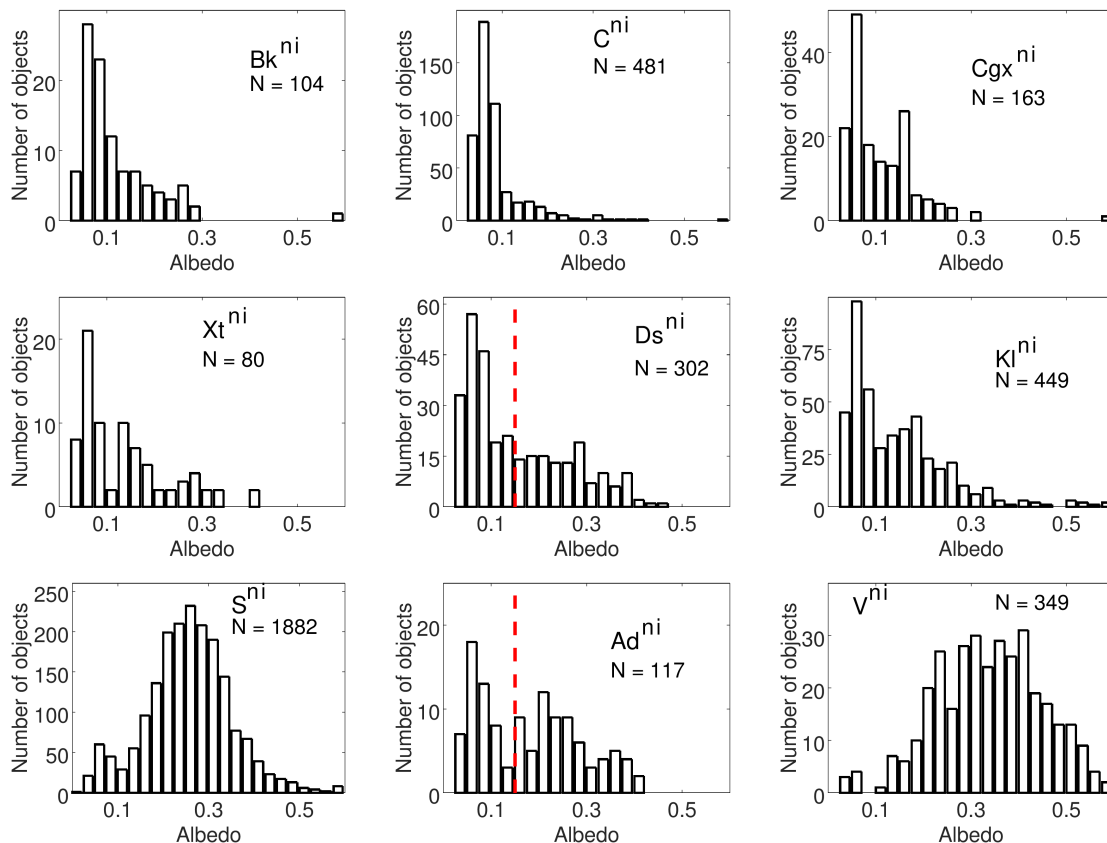 Number of objects
20
10
0
0.1 0.3 0.5
Albedo
Bk^ni
N = 104
Number of objects
150
100
50
0
0.1 0.3 0.5
Albedo
C^ni
N = 481
Number of objects
40
20
0
0.1 0.3 0.5
Albedo
Cgx^ni
N = 163
Number of objects
20
10
0
0.1 0.3 0.5
Albedo
Xt^ni
N = 80
Number of objects
60
45
30
15
0
0.1 0.3 0.5
Albedo
Ds^ni
N = 302
Number of objects
75
50
25
0
0.1 0.3 0.5
Albedo
Kl^ni
N = 449
Number of objects
250
200
150
100
50
0
0.1 0.3 0.5
Albedo
S^ni
N = 1882
Number of objects
20
10
0
0.1 0.3 0.5
Albedo
Ad^ni
N = 117
Number of objects
30
20
10
0
0.1 0.3 0.5
Albedo
V^ni
N = 349